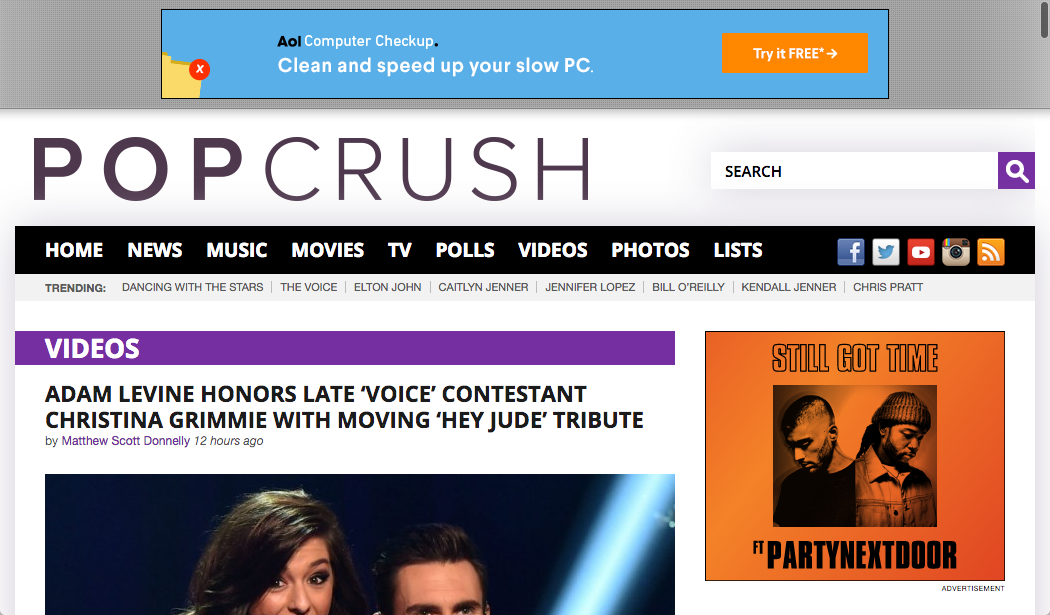 Aol Computer Checkup.
Clean and speed up your slow PC.
x
Try it FREE* →
POPCRUSH
SEARCH
HOME NEWS MUSIC MOVIES TV POLLS VIDEOS PHOTOS LISTS
TRENDING: DANCING WITH THE STARS THE VOICE ELTON JOHN CAITLYN JENNER JENNIFER LOPEZ BILL O'REILLY KENDALL JENNER CHRIS PRATT
VIDEOS
ADAM LEVINE HONORS LATE ‘VOICE’ CONTESTANT
CHRISTINA GRIMMIE WITH MOVING ‘HEY JUDE’ TRIBUTE
by Matthew Scott Donnelly 12 hours ago
STILL GOT TIME
FT PARTYNEXTDOOR
ADVERTISEMENT